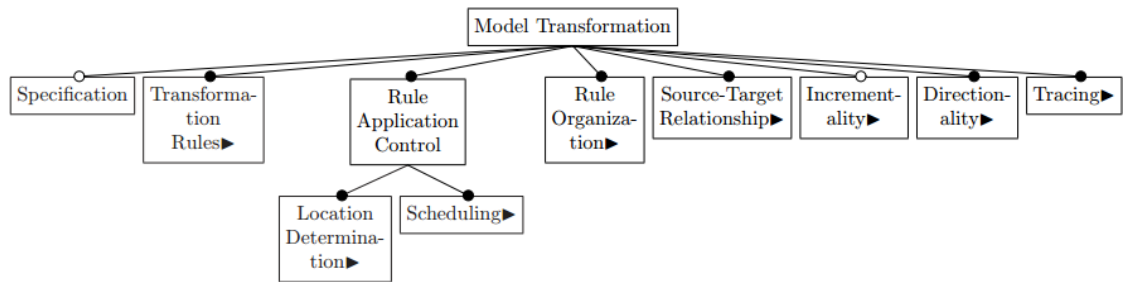 Model Transformation
Specification
Transforma-
tion
Rules▶
Rule
Application
Control
Rule
Organiza-
tion▶
Source-Target
Relationship▶
Increment-
ality▶
Direction-
ality▶
Tracing▶
Location
Determina-
tion▶
Scheduling▶